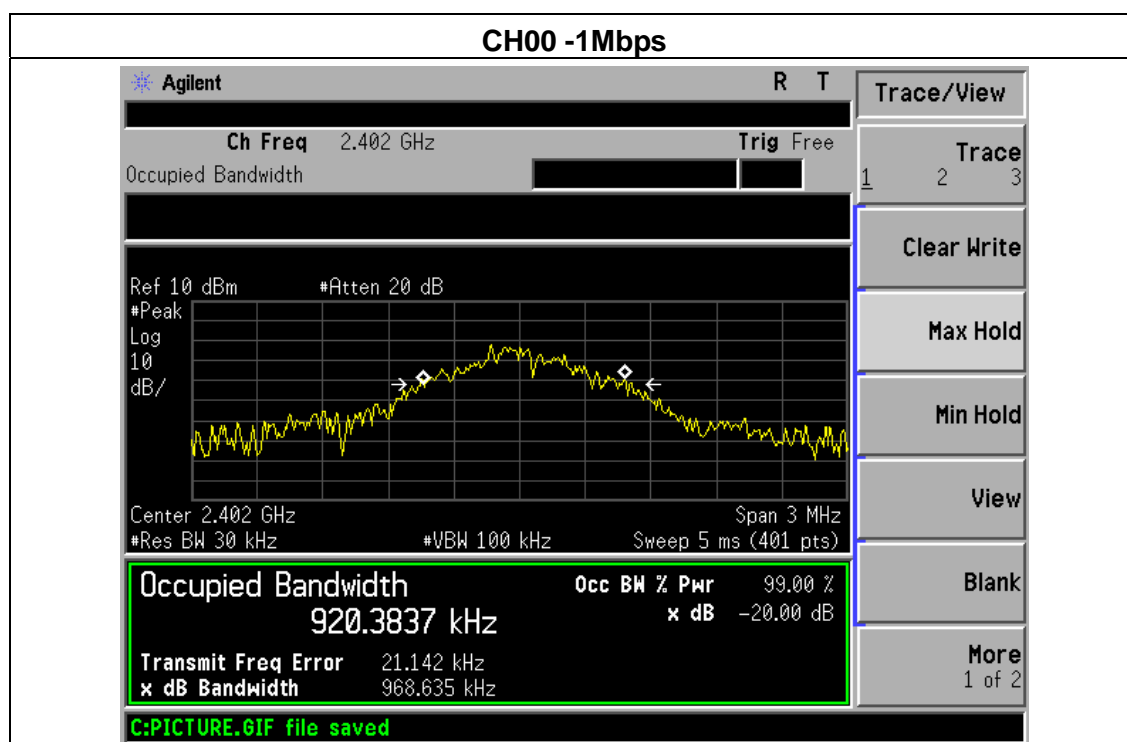 CH00 -1Mbps
Agilent R T
Trace/View
Ch Freq 2.402 GHz Trig Free
Occupied Bandwidth
Trace
1 2 3
Clear Write
Ref 10 dBm #Atten 20 dB
#Peak
Log
10
dB/
Max Hold
Min Hold
View
Center 2.402 GHz Span 3 MHz
#Res BW 30 kHz #VBW 100 kHz Sweep 5 ms (401 pts)
Occupied Bandwidth Occ BW % Pwr 99.00 %
920.3837 kHz x dB -20.00 dB
Blank
Transmit Freq Error 21.142 kHz
x dB Bandwidth 968.635 kHz
More
1 of 2
C:PICTURE.GIF file saved